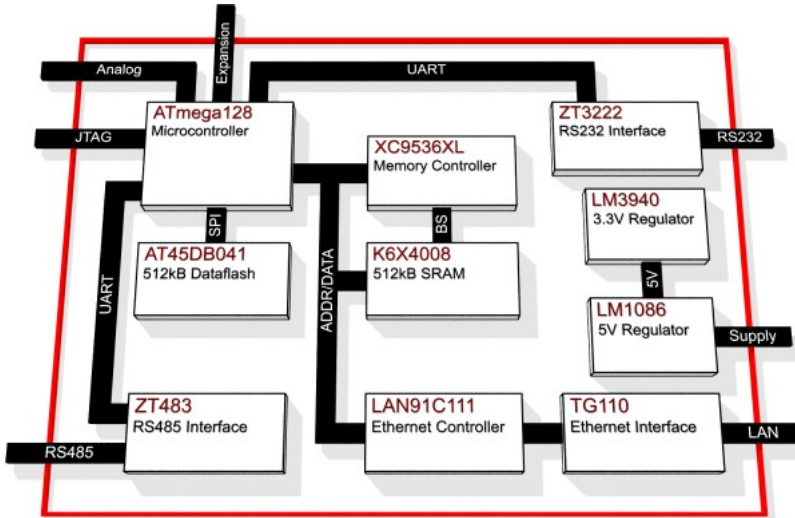 Expansion
Analog
UART
ATmega128
Microcontroller
ZT3222
RS232 Interface
JTAG
RS232
XC9536XL
Memory Controller
LM3940
3.3V Regulator
SPI
BS
AT45DB041
512kB Dataflash
K6X4008
512kB SRAM
UART
ADDR/DATA
5V
LM1086
5V Regulator
Supply
ZT483
RS485 Interface
LAN91C111
Ethernet Controller
TG110
Ethernet Interface
RS485
LAN